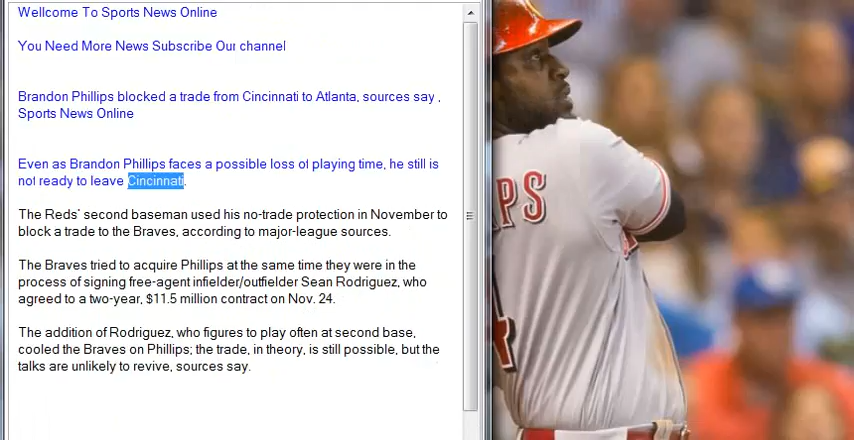 Wellcome To Sports News Online
You Need More News Subscribe Our channel
Brandon Phillips blocked a trade from Cincinnati to Atlanta, sources say ,
Sports News Online
Even as Brandon Phillips faces a possible loss of playing time, he still is
not ready to leave Cincinnati.
The Reds' second baseman used his no-trade protection in November to
block a trade to the Braves, according to major-league sources.
The Braves tried to acquire Phillips at the same time they were in the
process of signing free-agent infielder/outfielder Sean Rodriguez, who
agreed to a two-year, $11.5 million contract on Nov. 24.
The addition of Rodriguez, who figures to play often at second base,
cooled the Braves on Phillips; the trade, in theory, is still possible, but the
talks are unlikely to revive, sources say.
PS